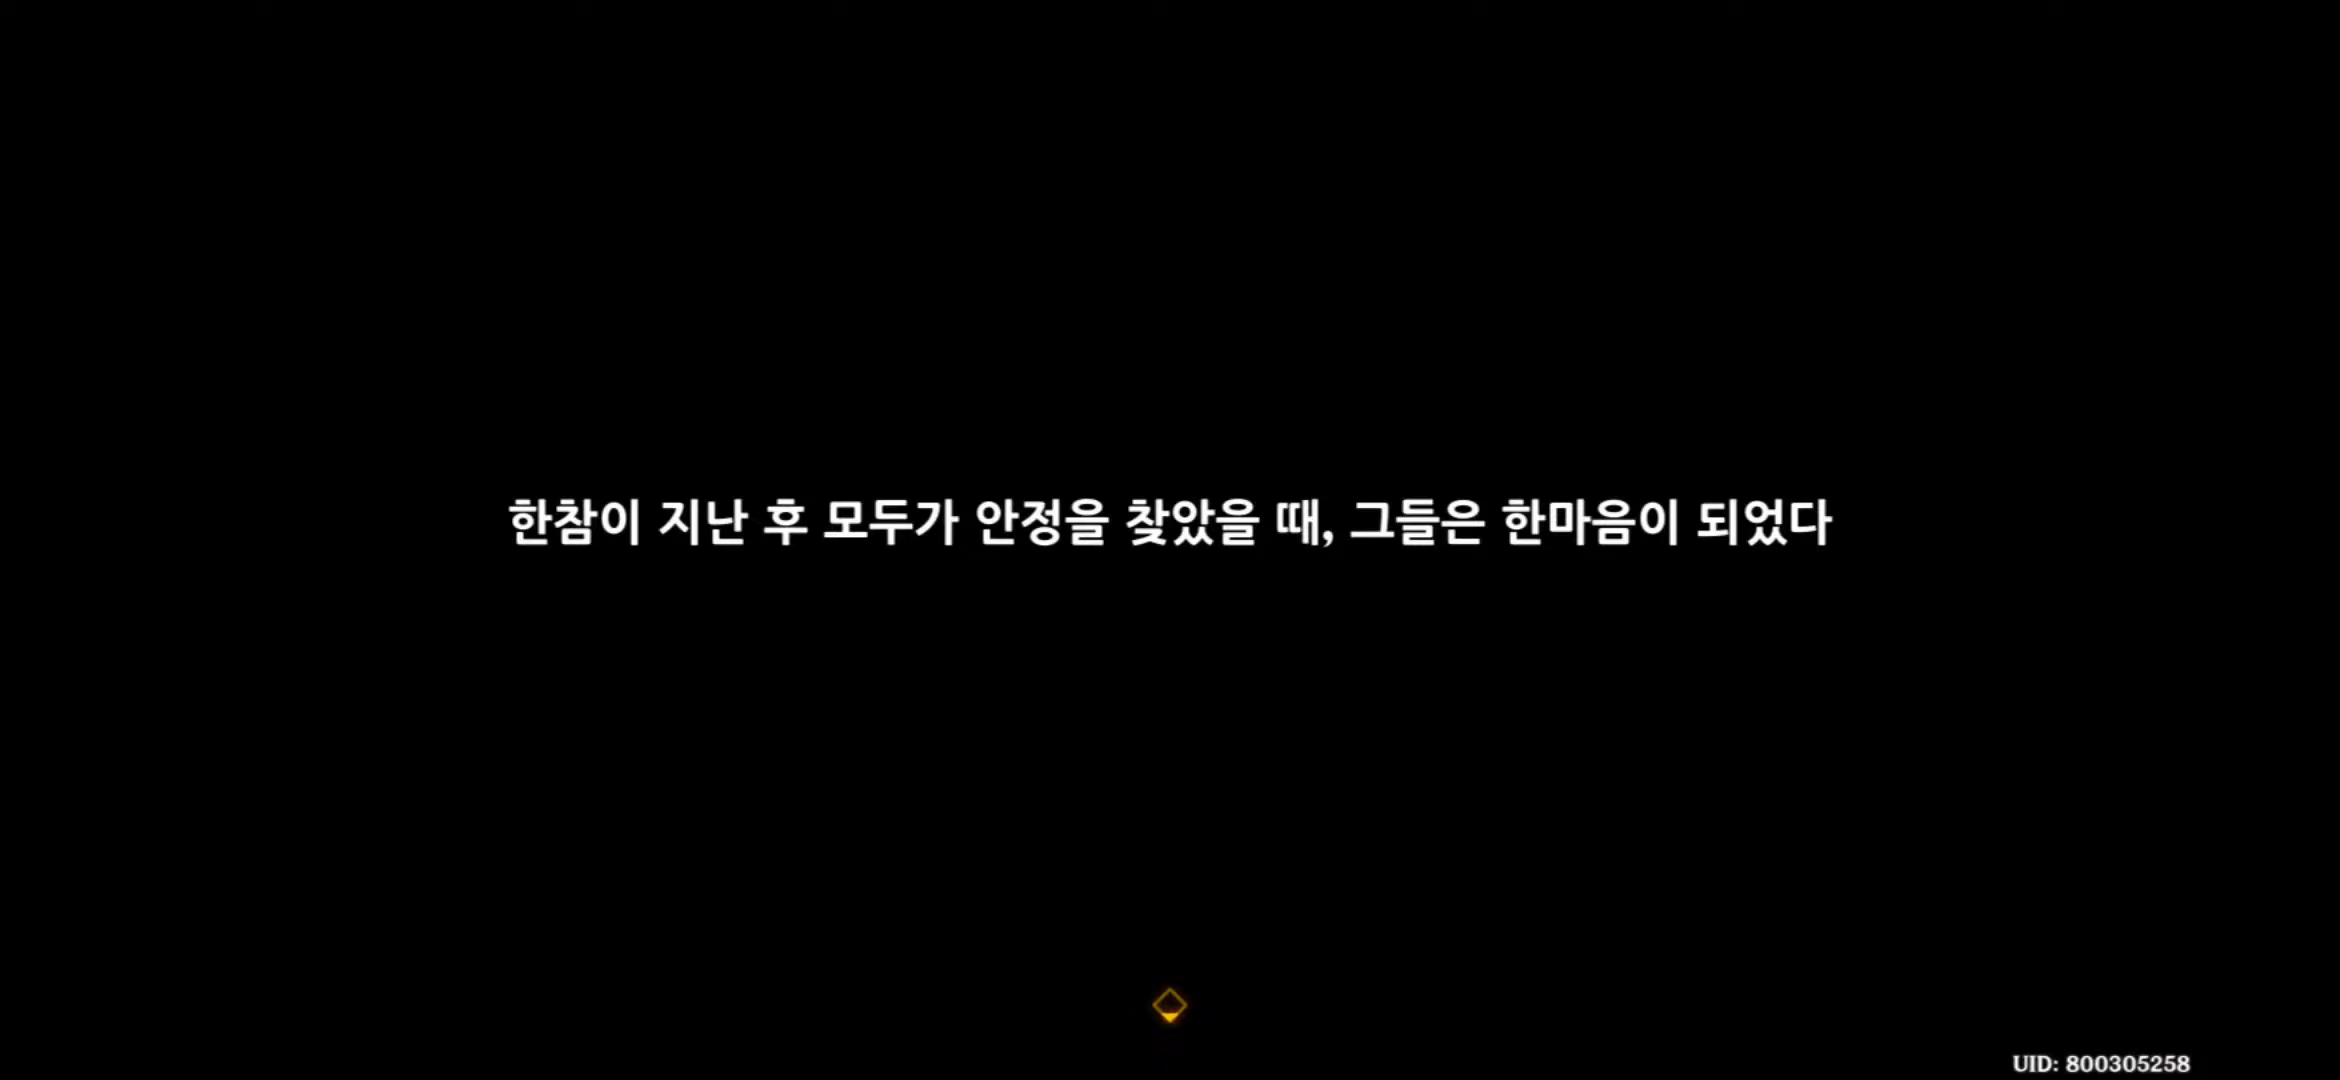 한참이 지난 후 모두가 안정을 찾았을 때, 그들은 한마음이 되었다
UID: 800305258